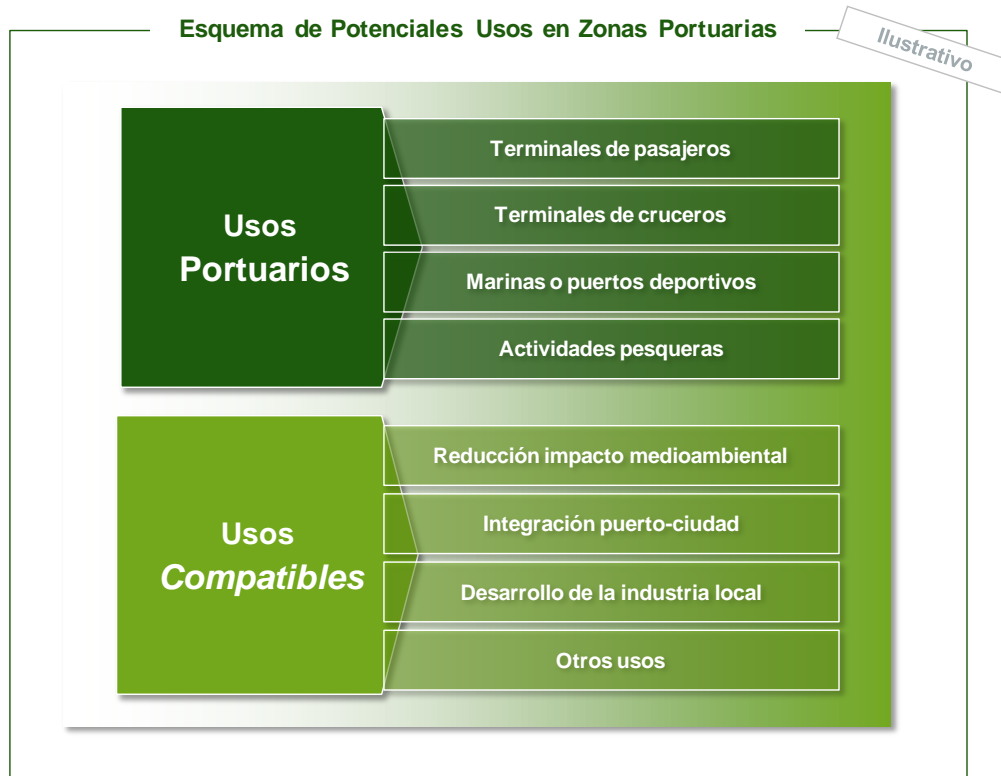 Esquema de Potenciales Usos en Zonas Portuarias
Ilustrativo
Usos
Portuarios
Terminales de pasajeros
Terminales de cruceros
Marinas o puertos deportivos
Actividades pesqueras
Usos
Compatibles
Reducción impacto medioambiental
Integración puerto-ciudad
Desarrollo de la industria local
Otros usos